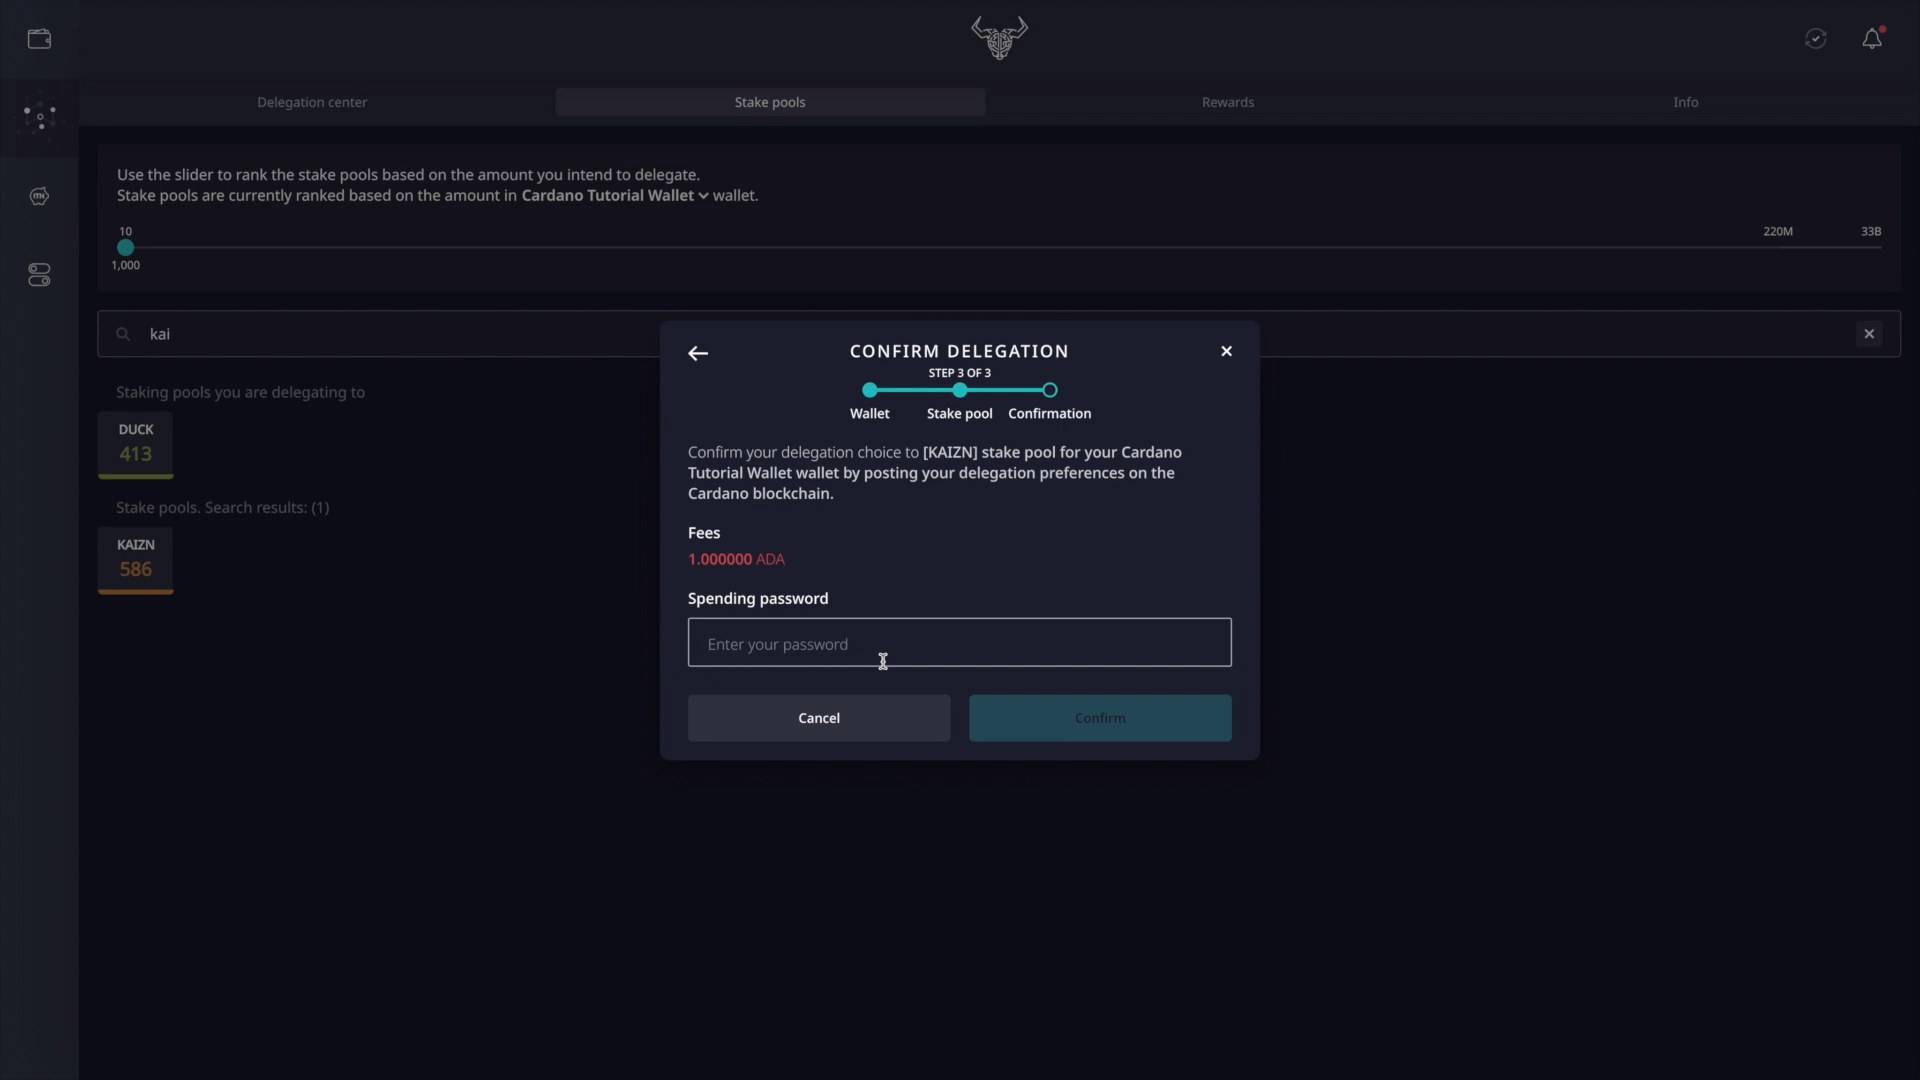 Delegation center
Stake pools
Rewards
Info
Use the slider to rank the stake pools based on the amount you intend to delegate.
Stake pools are currently ranked based on the amount in Cardano Tutorial Wallet wallet.
10
220M
33B
1,000
kai
Staking pools you are delegating to
DUCK
413
Stake pools. Search results: (1)
KAIZN
586
CONFIRM DELEGATION
STEP 3 OF 3
Wallet
Stake pool
Confirmation
Confirm your delegation choice to [KAIZN] stake pool for your Cardano
Tutorial Wallet wallet by posting your delegation preferences on the
Cardano blockchain.
Fees
1.000000 ADA
Spending password
Enter your password
Cancel
Confirm